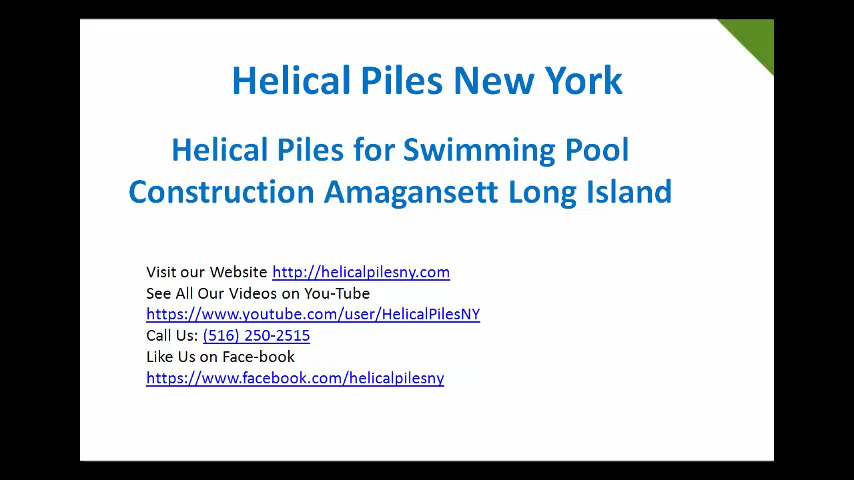 Helical Piles New York
Helical Piles for Swimming Pool
Construction Amagansett Long Island
Visit our Website http://helicalpilesny.com
See All Our Videos on You-Tube
https://www.youtube.com/user/HelicalPilesNY
Call Us: (516) 250-2515
Like Us on Face-book
https://www.facebook.com/helicalpilesny